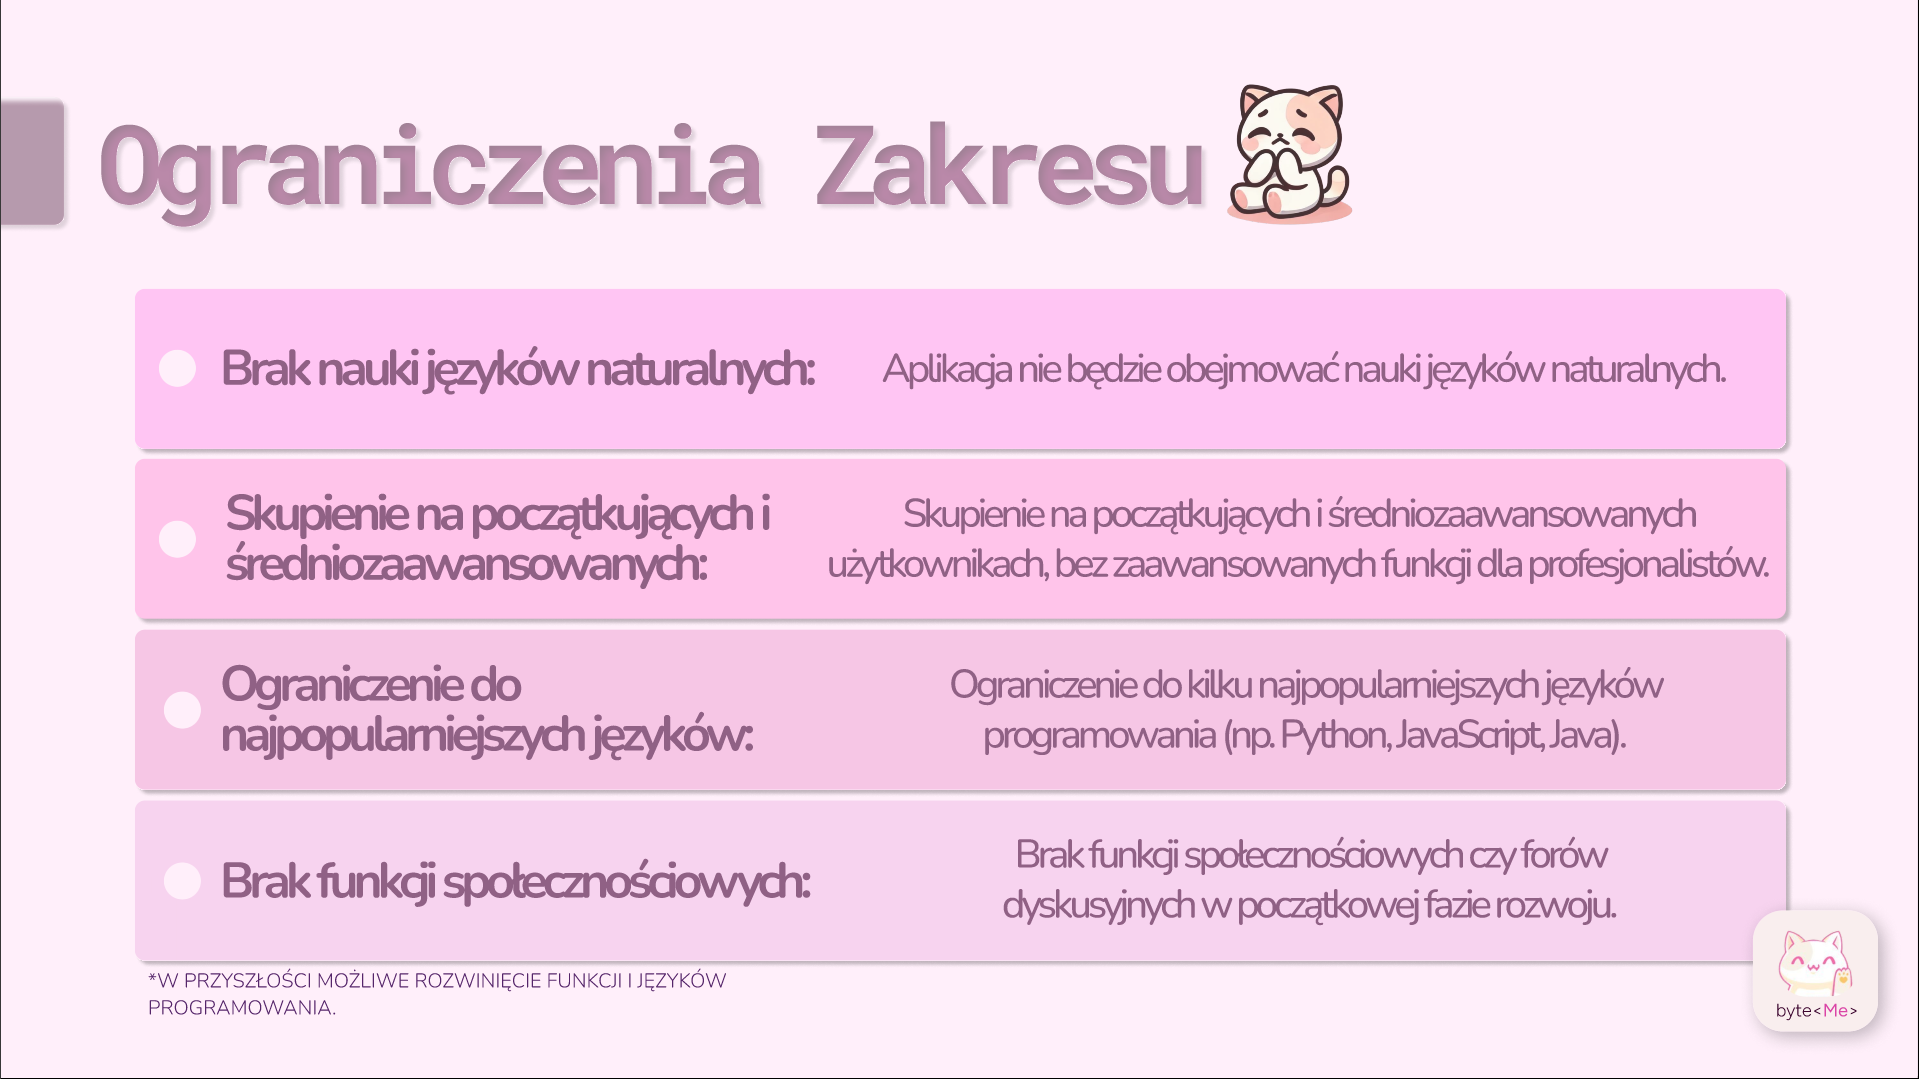 Ograniczenia Zakresu
Brak nauki języków naturalnych:
Aplikacja nie będzie obejmować nauki języków naturalnych.
Skupienie na początkujących i
średniozaawansowanych:
Skupienie na początkujących i średniozaawansowanych
użytkownikach, bez zaawansowanych funkcji dla profesjonalistów.
Ograniczenie do
najpopularniejszych języków:
Ograniczenie do kilku najpopularniejszych języków
programowania (np. Python, JavaScript, Java).
Brak funkcji społecznościowych:
Brak funkcji społecznościowych czy forów
dyskusyjnych w początkowej fazie rozwoju.
*W PRZYSZŁOŚCI MOŻLIWE ROZWINIĘCIE FUNKCJI I JĘZYKÓW
PROGRAMOWANIA.
byte<Me>